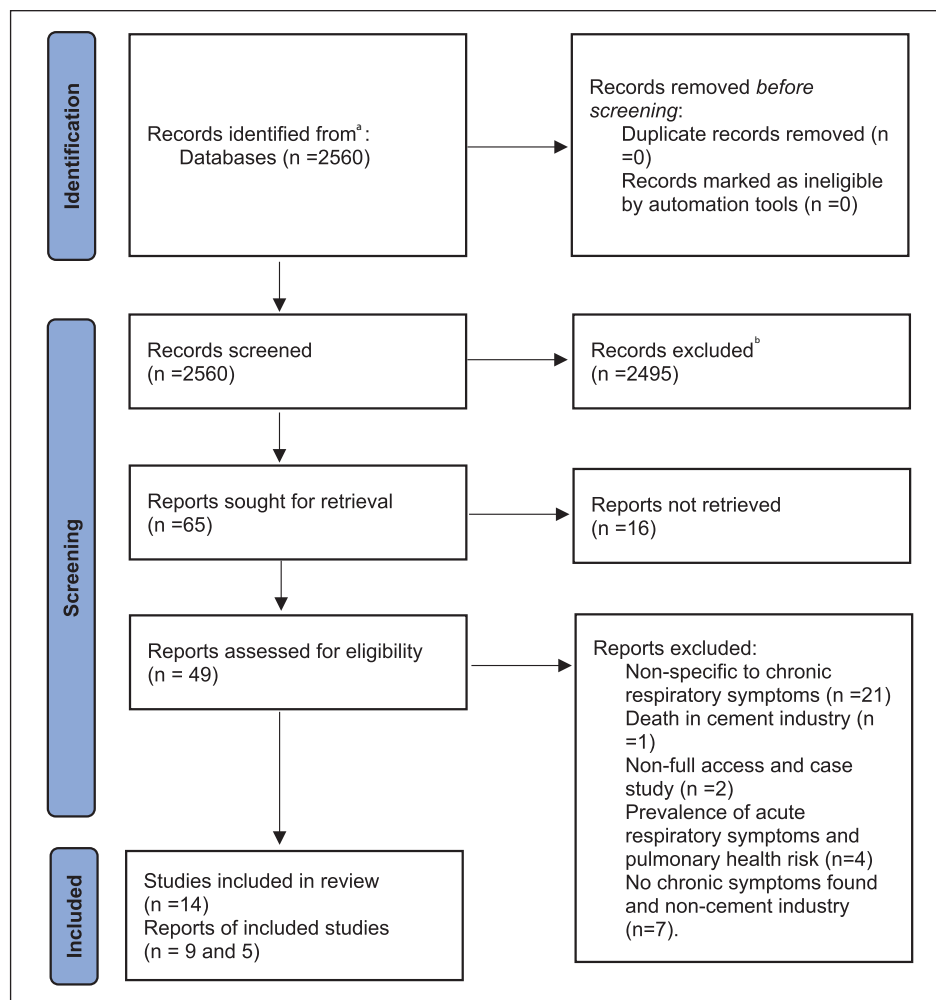 Identification
Records identified fromᵃ :
Databases (n =2560)
Records removed before
screening:
Duplicate records removed (n
=0)
Records marked as ineligible
by automation tools (n =0)
Screening
Records screened
(n =2560)
Records excludedᵇ
(n =2495)
Reports sought for retrieval
(n =65)
Reports not retrieved
(n =16)
Reports assessed for eligibility
(n = 49)
Reports excluded:
Non-specific to chronic
respiratory symptoms (n =21)
Death in cement industry (n
=1)
Non-full access and case
study (n =2)
Prevalence of acute
respiratory symptoms and
pulmonary health risk (n=4)
No chronic symptoms found
and non-cement industry
(n=7).
Included
Studies included in review
(n =14)
Reports of included studies
(n = 9 and 5)